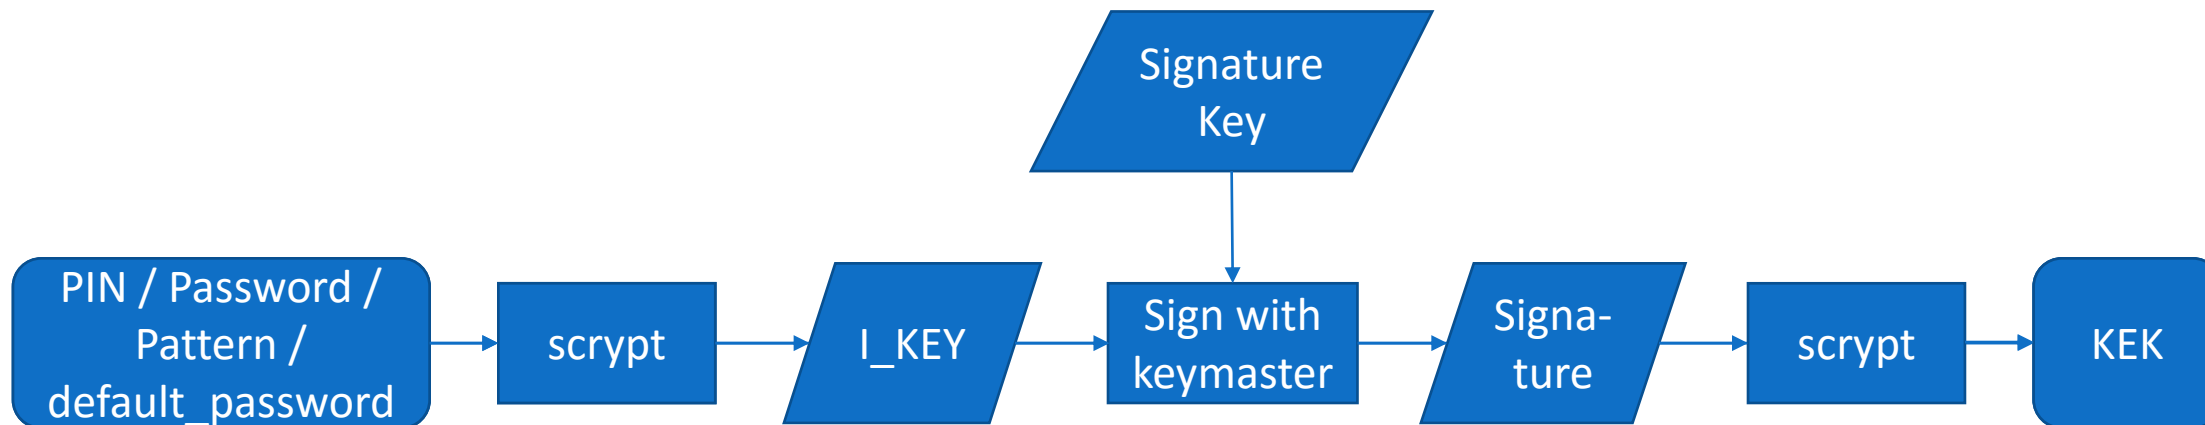 Signature
Key
PIN / Password /
Pattern /
default_password
scrypt
I_KEY
Sign with
keymaster
Signa-
ture
scrypt
KEK